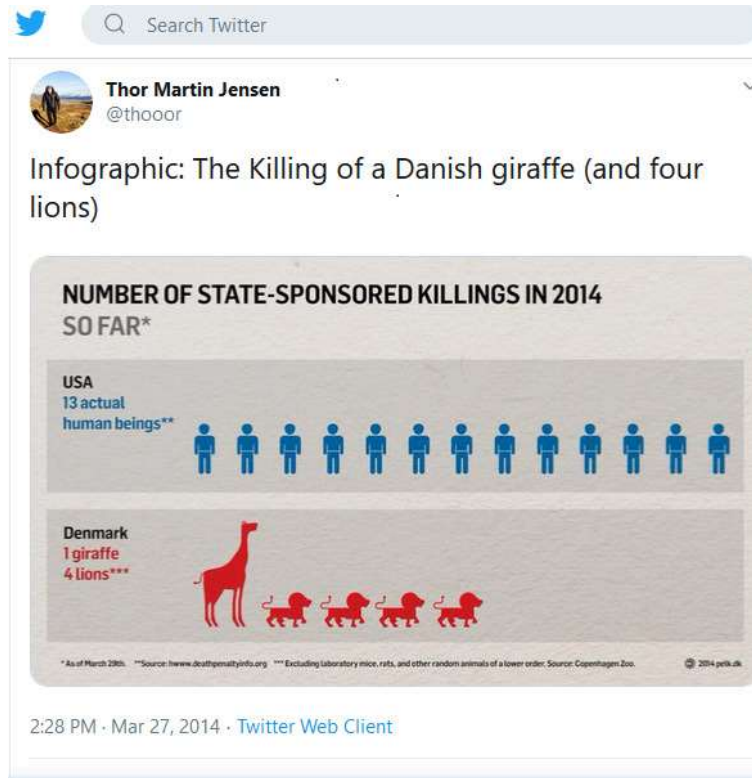 Search Twitter
Thor Martin Jensen
@thooor
Infographic: The Killing of a Danish giraffe (and four
lions)
NUMBER OF STATE-SPONSORED KILLINGS IN 2014
SO FAR*
USA
13 actual
human beings**
Denmark
1 giraffe
4 lions***
* As of March 29th. **Source: hwww.deathpenaltyinfo.org *** Excluding laboratory mice, rats, and other random animals of a lower order. Source: Copenhagen Zoo. 2014 petk.dk
2:28 PM · Mar 27, 2014 · Twitter Web Client